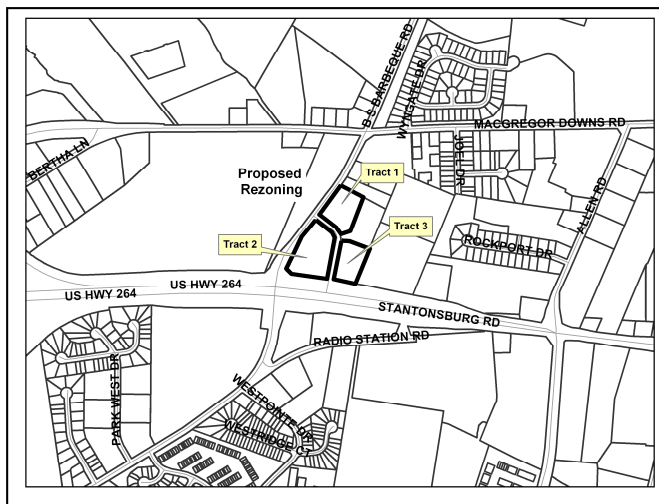 B S BARBEQUE RD
WYNGATE DR
MACGREGOR DOWNS RD
BERTHA LN
JOEL DR
Proposed
Rezoning
Tract 1
ALLEN RD
Tract 2
Tract 3
ROCKPORT DR
US HWY 264
US HWY 264
STANTONSBURG RD
RADIO STATION RD
PARK WEST DR
WESTPOINTE DR
WESTRIDGE CT